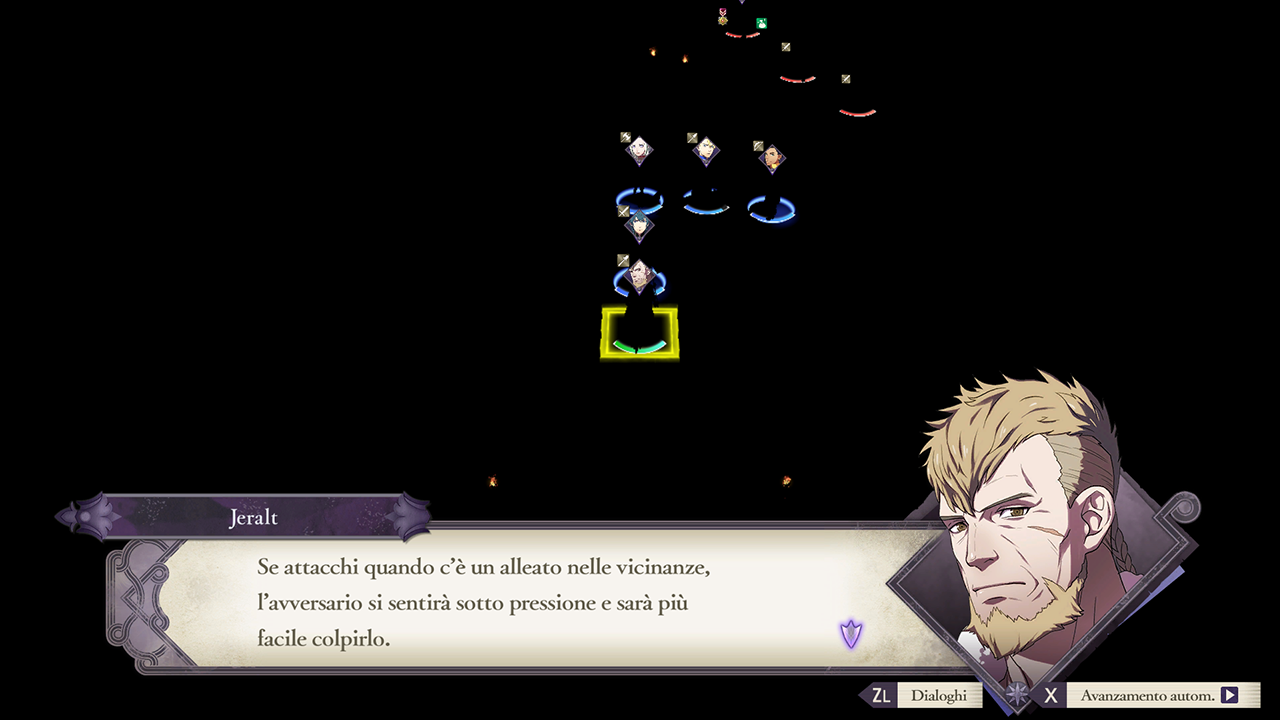 Jeralt
Se attacchi quando c'è un alleato nelle vicinanze,
l'avversario si sentirà sotto pressione e sarà più
facile colpirlo.
ZL Dialoghi
X Avanzamento autom.